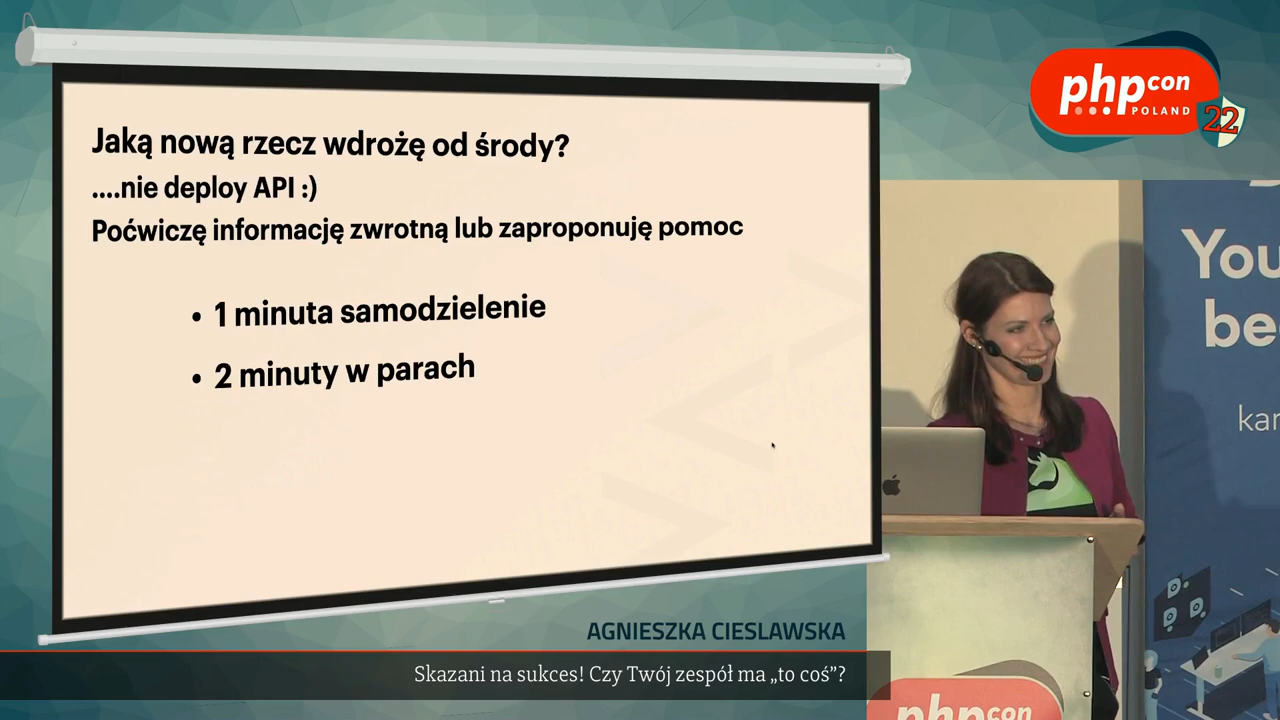 Jaką nową rzecz wdrożę od środy?
....nie deploy API :)
Poćwiczę informację zwrotną lub zaproponuję pomoc
• 1 minuta samodzielenie
• 2 minuty w parach
phpcon
POLAND
22
You
be
kar
AGNIESZKA CIESLAWSKA
Skazani na sukces! Czy Twój zespół ma „to coś”?
phpcon